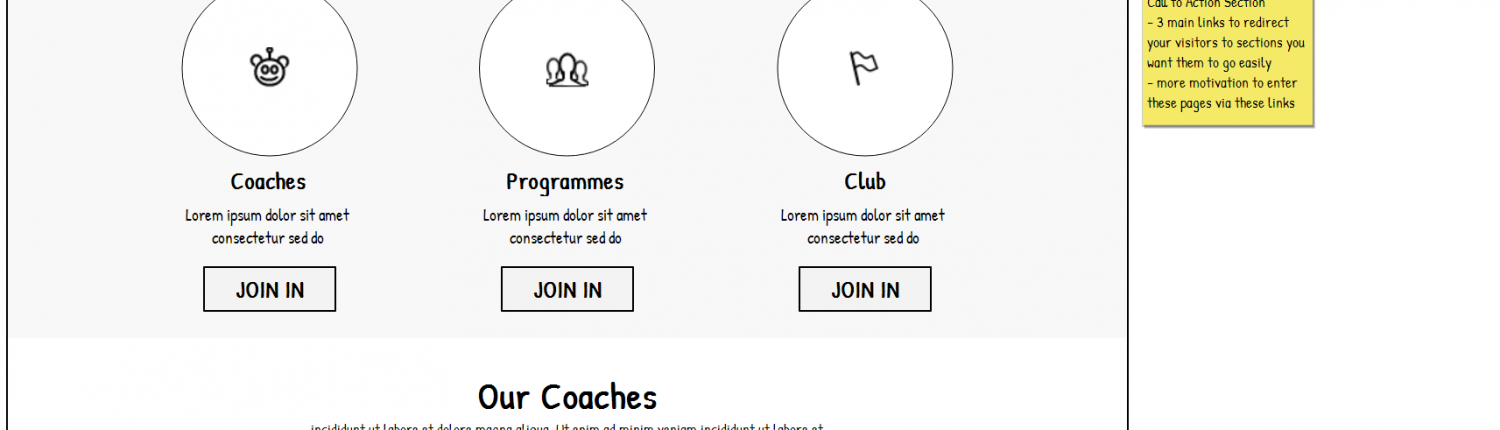 Call to Action Section
- 3 main links to redirect
your visitors to sections you
want them to go easily
- more motivation to enter
these pages via these links
Coaches
Programmes
Club
Lorem ipsum dolor sit amet
consectetur sed do
Lorem ipsum dolor sit amet
consectetur sed do
Lorem ipsum dolor sit amet
consectetur sed do
JOIN IN
JOIN IN
JOIN IN
Our Coaches
incididunt ut labore et dolore magna aliqua. Ut enim ad minim veniam incididunt ut labore et